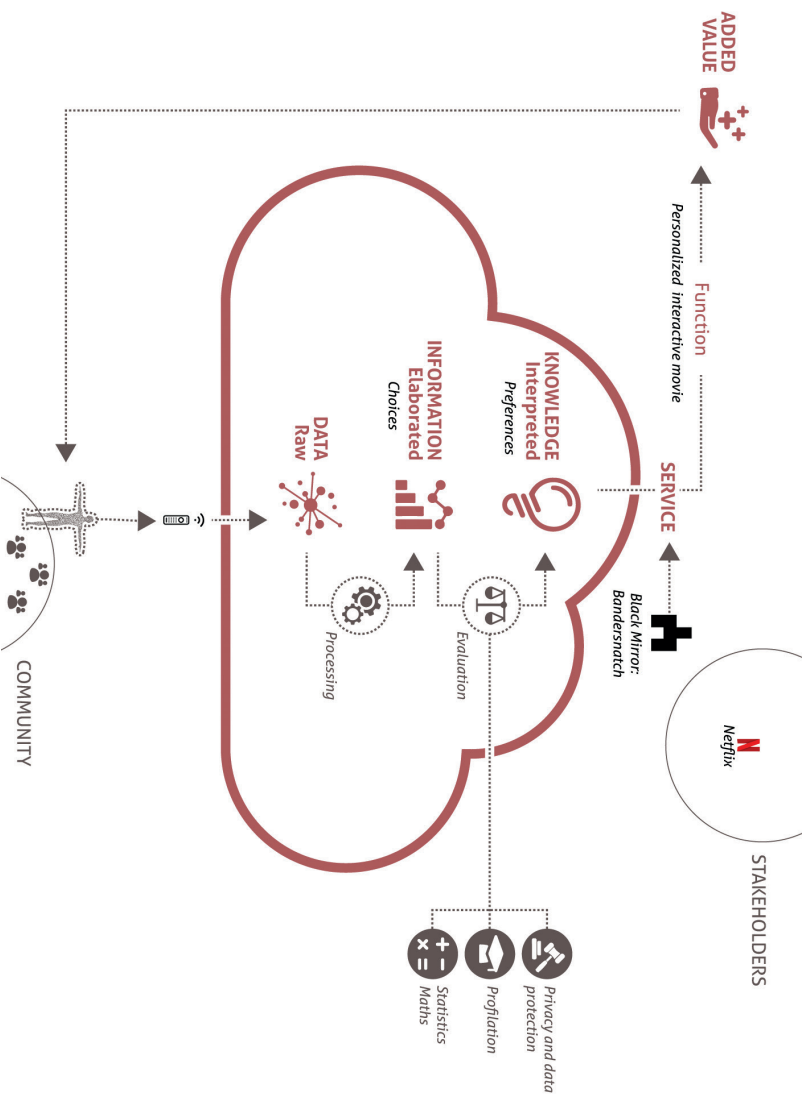 ADDED
VALUE
Function
Personalized interactive movie
SERVICE
Black Mirror:
Bandersnatch
N
Netflix
STAKEHOLDERS
KNOWLEDGE
Interpreted
Preferences
INFORMATION
Elaborated
Choices
DATA
Raw
Evaluation
Processing
Privacy and data
protection
Profilation
Statistics
Maths
COMMUNITY